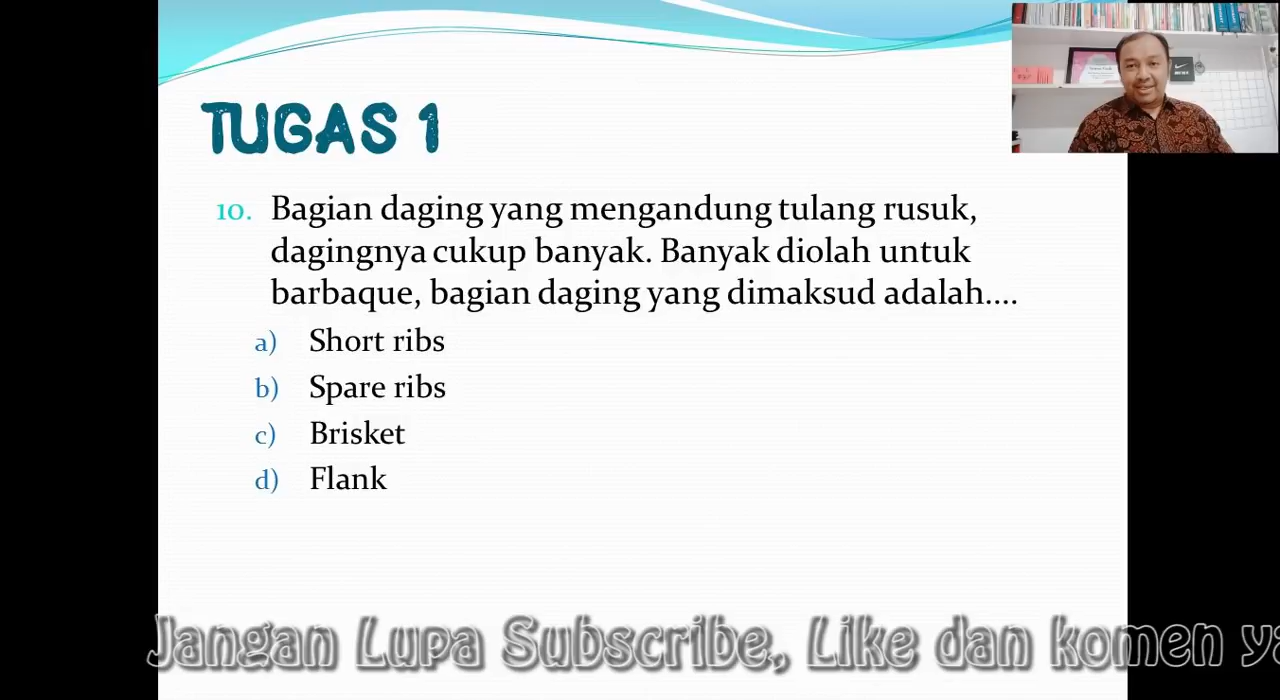 TUGAS 1
10. Bagian daging yang mengandung tulang rusuk,
dagingnya cukup banyak. Banyak diolah untuk
barbaque, bagian daging yang dimaksud adalah....
a) Short ribs
b) Spare ribs
c) Brisket
d) Flank
Jangan Lupa Subscribe, Like dan komen